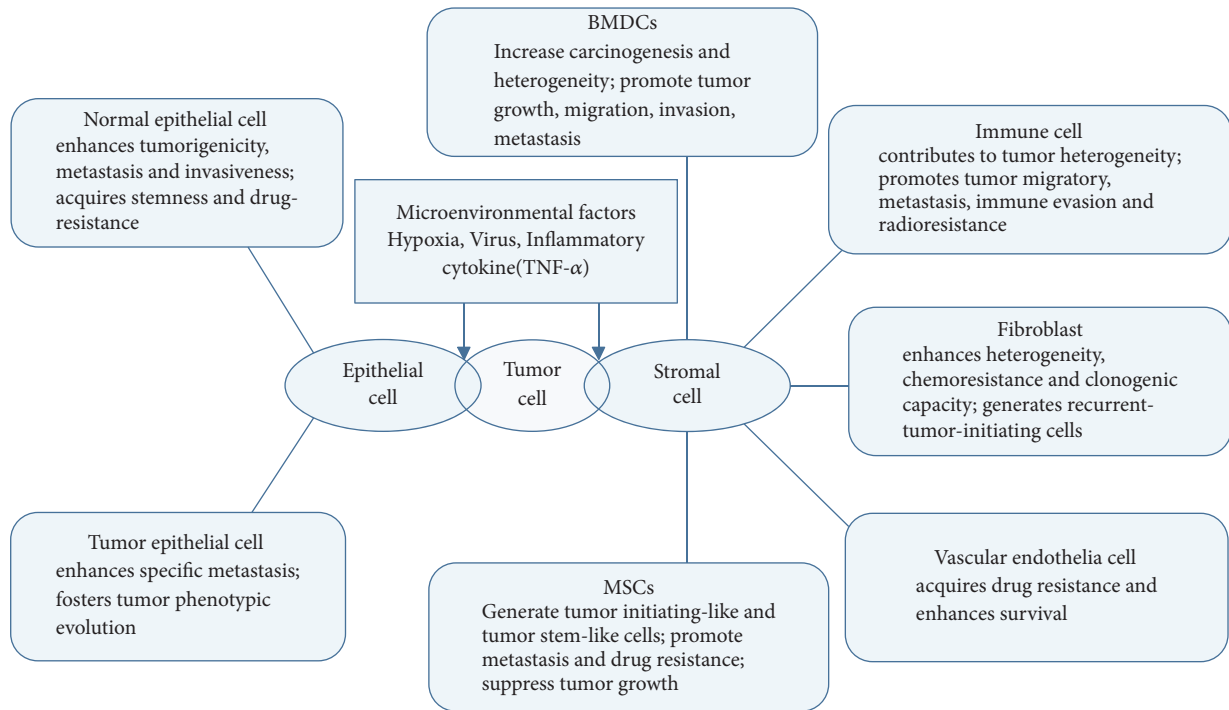 BMDCs
Increase carcinogenesis and
heterogeneity; promote tumor
growth, migration, invasion,
metastasis
Normal epithelial cell
enhances tumorigenicity,
metastasis and invasiveness;
acquires stemness and drug-
resistance
Immune cell
contributes to tumor heterogeneity;
promotes tumor migratory,
metastasis, immune evasion and
radioresistance
Microenvironmental factors
Hypoxia, Virus, Inflammatory
cytokine(TNF-α)
Epithelial
cell
Tumor
cell
Stromal
cell
Fibroblast
enhances heterogeneity,
chemoresistance and clonogenic
capacity; generates recurrent-
tumor-initiating cells
Tumor epithelial cell
enhances specific metastasis;
fosters tumor phenotypic
evolution
MSCs
Generate tumor initiating-like and
tumor stem-like cells; promote
metastasis and drug resistance;
suppress tumor growth
Vascular endothelia cell
acquires drug resistance and
enhances survival